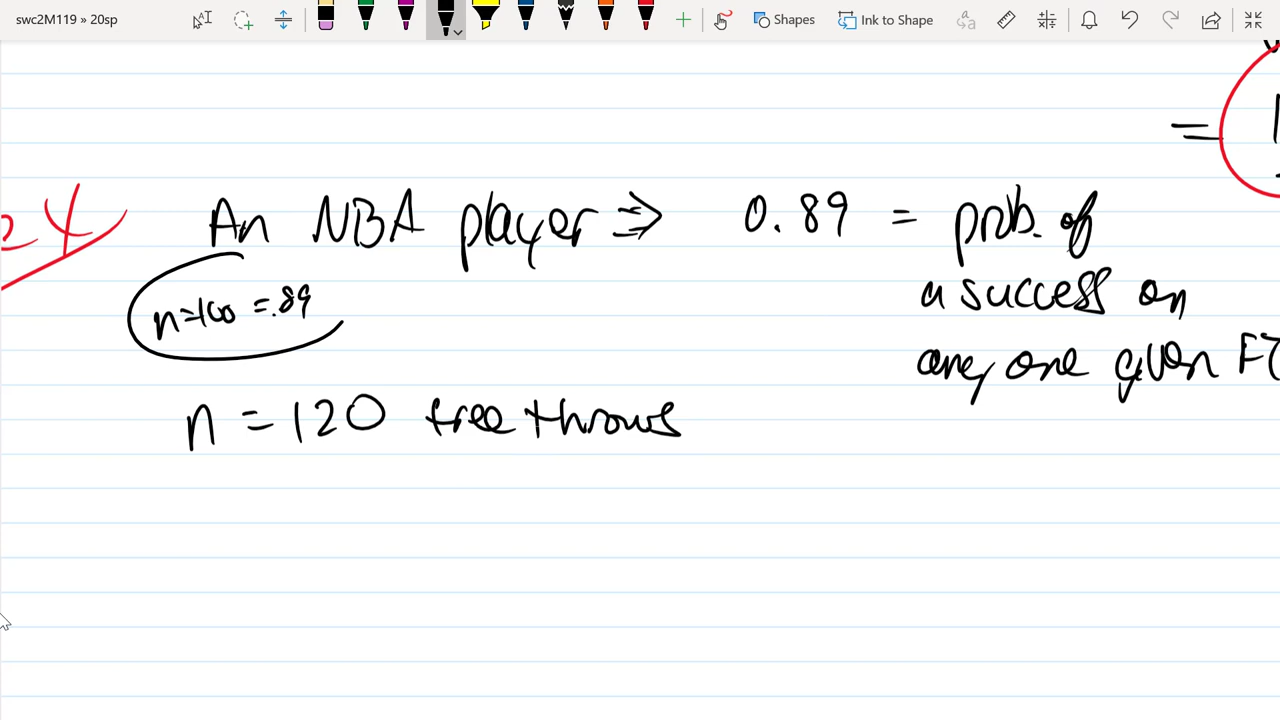 swc2M119 » 20sp
Shapes
Ink to Shape
=
An NBA player ⇒ 0.89 = prob. of
a success on
any one given FT
n=100 = .89
n = 120 free throws